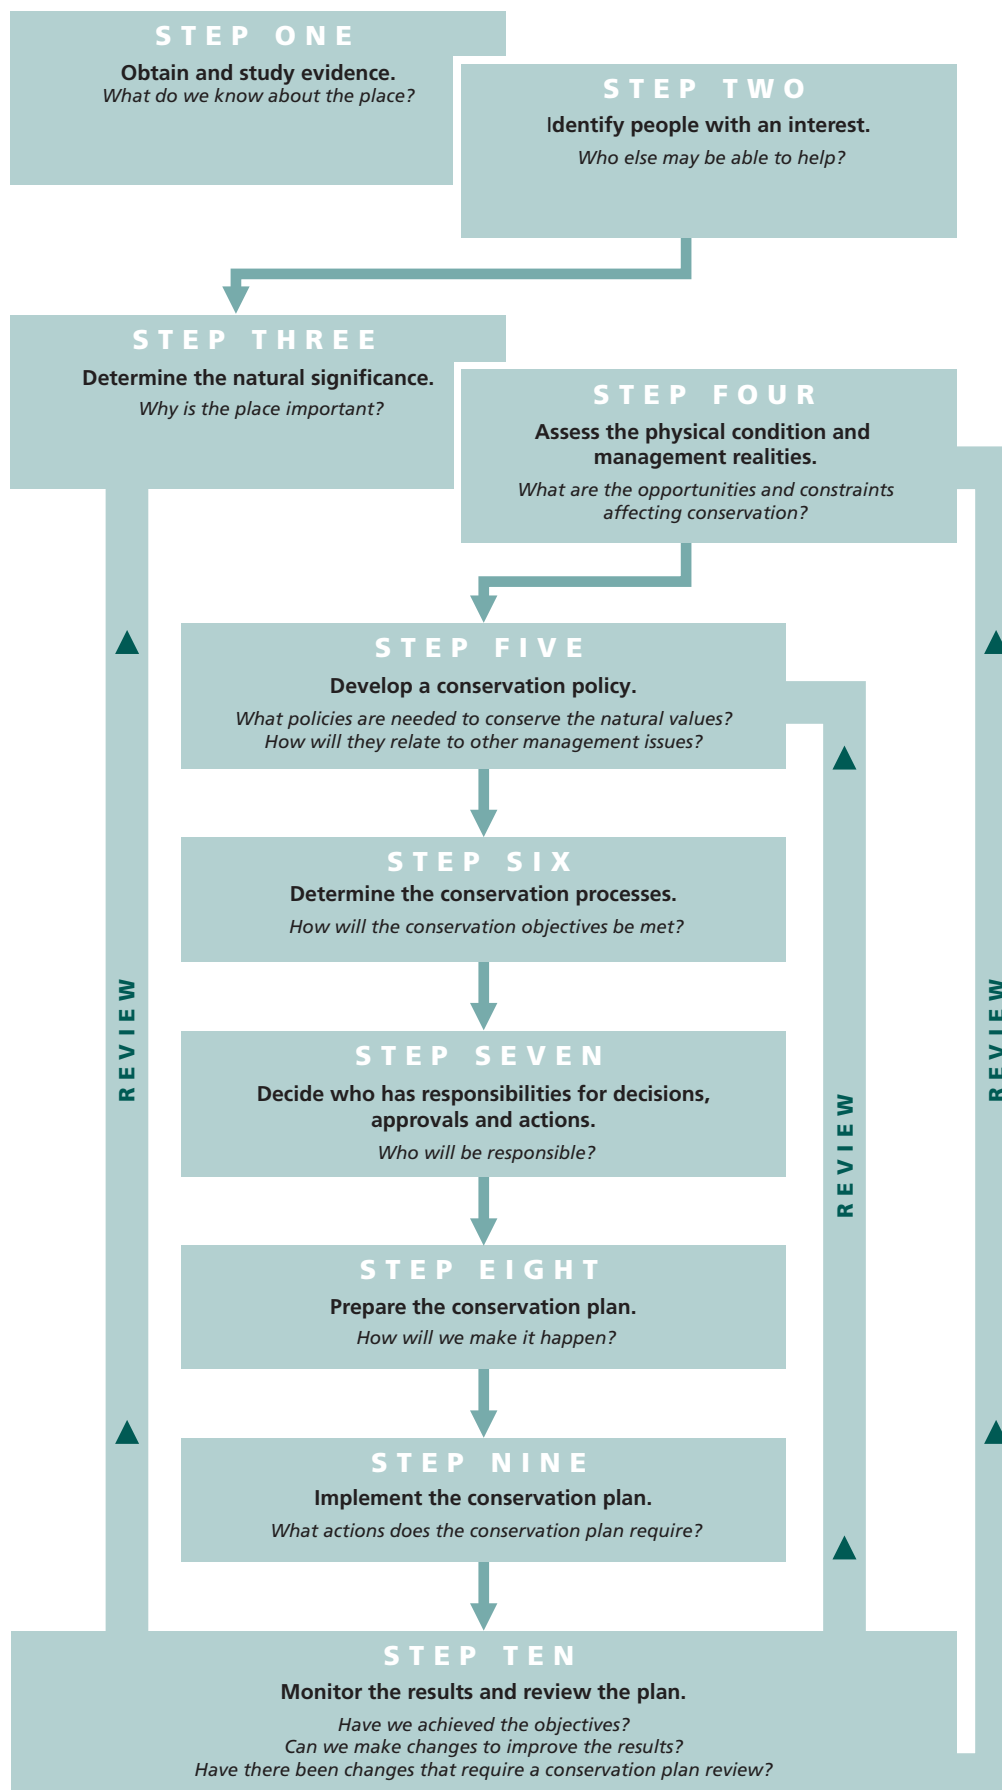 STEP ONE
Obtain and study evidence.
What do we know about the place?
STEP TWO
Identify people with an interest.
Who else may be able to help?
STEP THREE
Determine the natural significance.
Why is the place important?
STEP FOUR
Assess the physical condition and
management realities.
What are the opportunities and constraints
affecting conservation?
STEP FIVE
Develop a conservation policy.
What policies are needed to conserve the natural values?
How will they relate to other management issues?
STEP SIX
Determine the conservation processes.
How will the conservation objectives be met?
STEP SEVEN
Decide who has responsibilities for decisions,
approvals and actions.
Who will be responsible?
STEP EIGHT
Prepare the conservation plan.
How will we make it happen?
STEP NINE
Implement the conservation plan.
What actions does the conservation plan require?
STEP TEN
Monitor the results and review the plan.
Have we achieved the objectives?
Can we make changes to improve the results?
Have there been changes that require a conservation plan review?
REVIEW
REVIEW
REVIEW